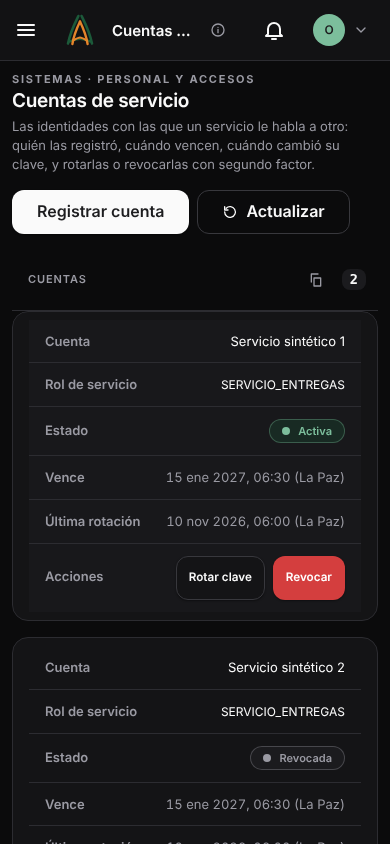 Cuentas ...
O
SISTEMAS · PERSONAL Y ACCESOS
Cuentas de servicio
Las identidades con las que un servicio le habla a otro:
quién las registró, cuándo vencen, cuándo cambió su
clave, y rotarlas o revocarlas con segundo factor.
Registrar cuenta
Actualizar
CUENTAS
2
Cuenta Servicio sintético 1
Rol de servicio SERVICIO_ENTREGAS
Estado Activa
Vence 15 ene 2027, 06:30 (La Paz)
Última rotación 10 nov 2026, 06:00 (La Paz)
Acciones Rotar clave Revocar
Cuenta Servicio sintético 2
Rol de servicio SERVICIO_ENTREGAS
Estado Revocada
Vence 15 ene 2027, 06:30 (La Paz)